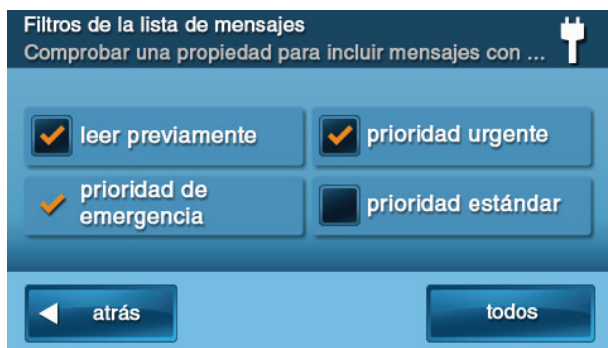 Filtros de la lista de mensajes
Comprobar una propiedad para incluir mensajes con ...
leer previamente
prioridad urgente
prioridad de
emergencia
prioridad estándar
atrás
todos